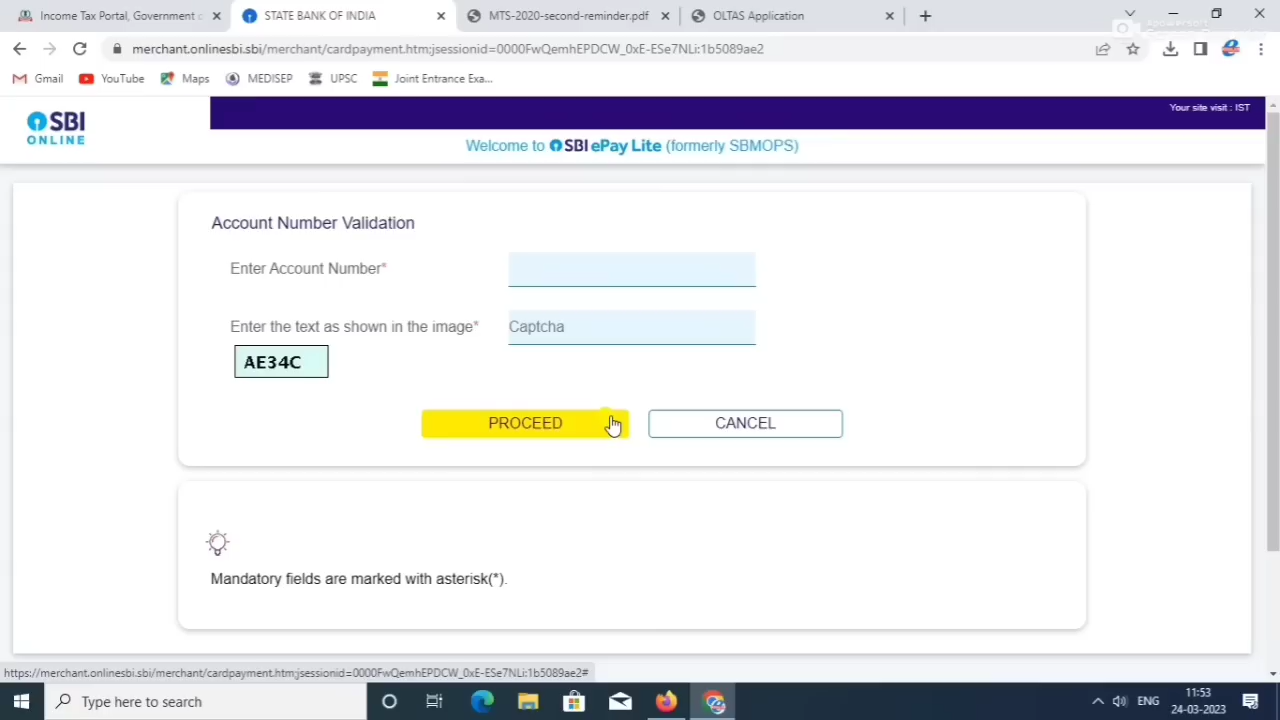 Income Tax Portal, Government o
STATE BANK OF INDIA
MTS-2020-second-reminder.pdf
OLTAS Application
Apowersoft
merchant.onlinesbi.sbi/merchant/cardpayment.htm;jsessionid=0000FwQemhEPDCW_0xE-ESe7NLi:1b5089ae2
Gmail
YouTube
Maps
MEDISEP
UPSC
Joint Entrance Exa...
Your site visit : IST
SBI
ONLINE
Welcome to SBI ePay Lite (formerly SBMOPS)
Account Number Validation
Enter Account Number*
Enter the text as shown in the image*
Captcha
AE34C
PROCEED
CANCEL
Mandatory fields are marked with asterisk(*).
https://merchant.onlinesbi.sbi/merchant/cardpayment.htm;jsessionid=0000FwQemhEPDCW_0xE-ESe7NLi:1b5089ae2#
Type here to search
ENG
11:53
24-03-2023